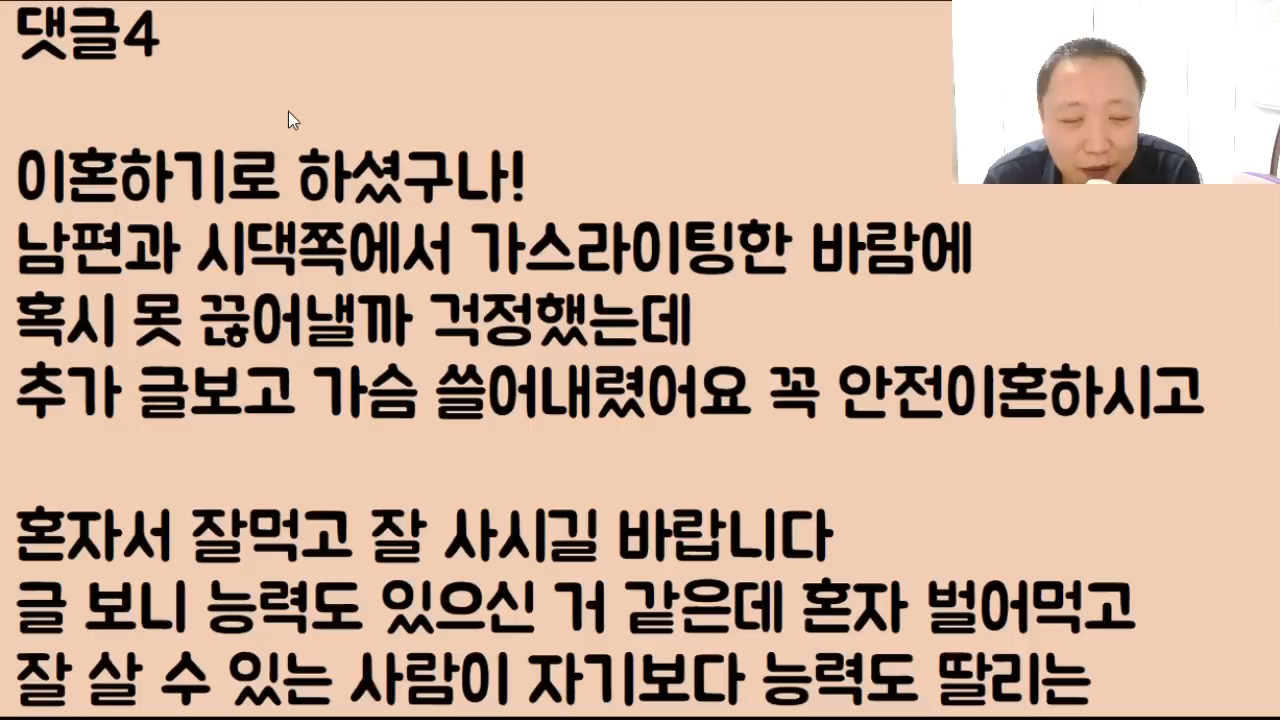 댓글4
이혼하기로 하셨구나!
남편과 시댁쪽에서 가스라이팅한 바람에
혹시 못 끊어낼까 걱정했는데
추가 글보고 가슴 쓸어내렸어요 꼭 안전이혼하시고
혼자서 잘먹고 잘 사시길 바랍니다
글 보니 능력도 있으신 거 같은데 혼자 벌어먹고
잘 살 수 있는 사람이 자기보다 능력도 딸리는